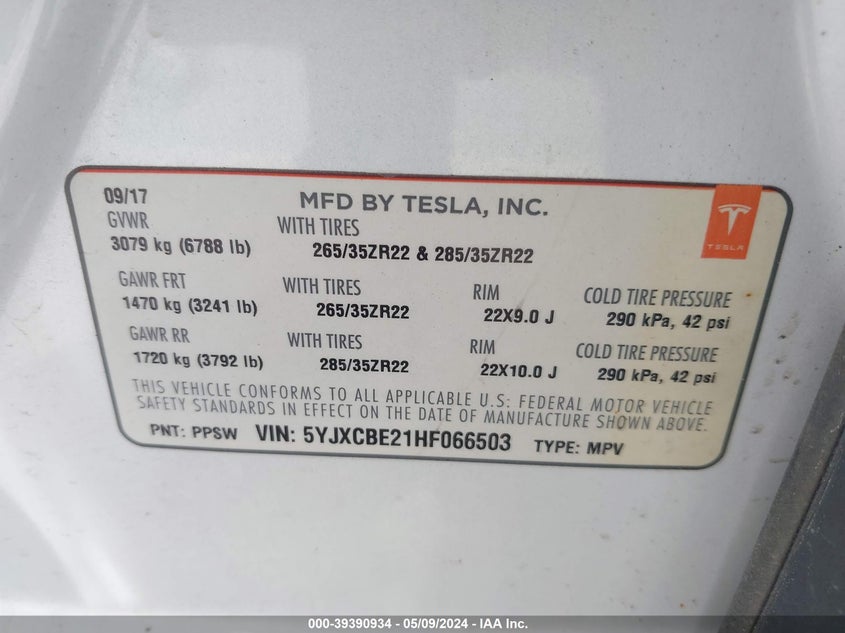 09/17 MFD BY TESLA, INC.
GVWR WITH TIRES
3079 kg (6788 lb) 265/35ZR22 & 285/35ZR22
TESLA
GAWR FRT WITH TIRES RIM COLD TIRE PRESSURE
1470 kg (3241 lb) 265/35ZR22 22X9.0 J 290 kPa, 42 psi
GAWR RR WITH TIRES RIM COLD TIRE PRESSURE
1720 kg (3792 lb) 285/35ZR22 22X10.0 J 290 kPa, 42 psi
THIS VEHICLE CONFORMS TO ALL APPLICABLE U.S: FEDERAL MOTOR VEHICLE
SAFETY STANDARDS IN EFFECT ON THE DATE OF MANUFACTURE SHOWN ABOVE.
PNT: PPSW VIN: 5YJXCBE21HF066503 TYPE: MPV
000-39390934 - 05/09/2024 - IAA Inc.